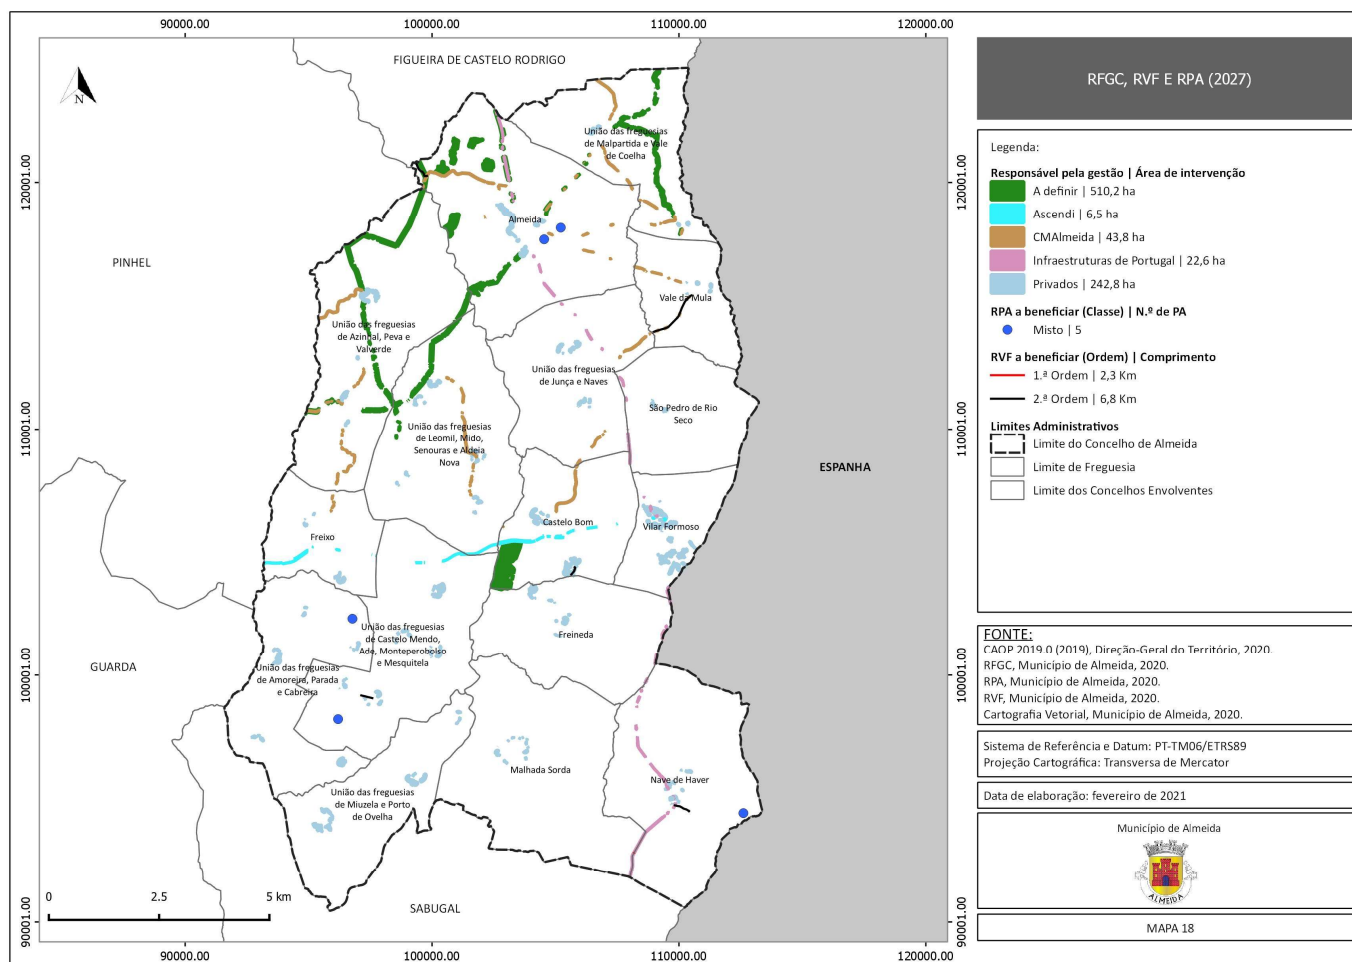 90000.00
100000.00
110000.00
120000.00
FIGUEIRA DE CASTELO RODRIGO
N
União das freguesias
de Malpartida e Vale
de Coelha
120001.00
120001.00
Almeida
PINHEL
Vale da Mula
União das freguesias
de Azinhal, Peva e
Valverde
União das freguesias
de Junça e Naves
São Pedro de Rio
Seco
União das freguesias
de Leomil, Mido,
Senouras e Aldeia
Nova
110001.00
110001.00
ESPANHA
Castelo Bom
Vilar Formoso
Freixo
União das freguesias
de Castelo Mendo,
Ade, Monteperobolso
e Mesquitela
Freineda
GUARDA
União das freguesias
de Amoreira, Parada
e Cabreira
100001.00
100001.00
Malhada Sorda
Nave de Haver
União das freguesias
de Miuzela e Porto
de Ovelha
0
2.5
5 km
SABUGAL
90001.00
90001.00
90000.00
100000.00
110000.00
120000.00
RFGC, RVF E RPA (2027)
Legenda:
Responsável pela gestão | Área de intervenção
A definir | 510,2 ha
Ascendi | 6,5 ha
CMAlmeida | 43,8 ha
Infraestruturas de Portugal | 22,6 ha
Privados | 242,8 ha
RPA a beneficiar (Classe) | N.º de PA
Misto | 5
RVF a beneficiar (Ordem) | Comprimento
1.ª Ordem | 2,3 Km
2.ª Ordem | 6,8 Km
Limites Administrativos
Limite do Concelho de Almeida
Limite de Freguesia
Limite dos Concelhos Envolventes
FONTE:
CAOP 2019.0 (2019), Direção-Geral do Território, 2020.
RFGC, Município de Almeida, 2020.
RPA, Município de Almeida, 2020.
RVF, Município de Almeida, 2020.
Cartografia Vetorial, Município de Almeida, 2020.
Sistema de Referência e Datum: PT-TM06/ETRS89
Projeção Cartográfica: Transversa de Mercator
Data de elaboração: fevereiro de 2021
Município de Almeida
ALMEIDA
MAPA 18